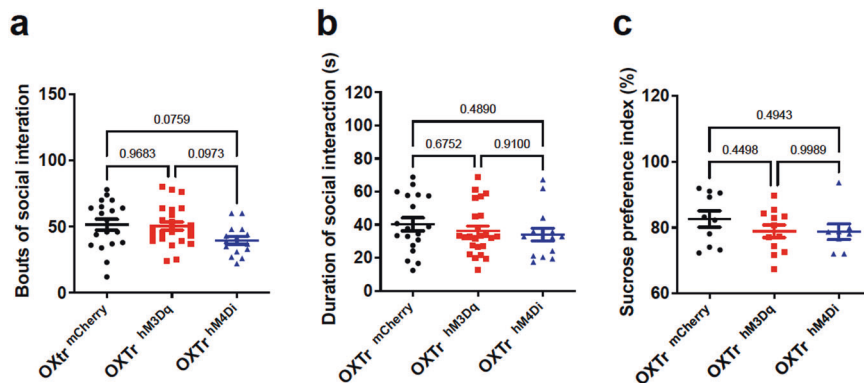 a
Bouts of social interation
150
100
50
0
0.0759
0.9683
0.0973
OXtr mCherry
OXTr hM3Dq
OXTr hM4Di
b
Duration of social interaction (s)
120
100
80
60
40
20
0
0.4890
0.6752
0.9100
OXTr mCherry
OXTr hM3Dq
OXTr hM4Di
c
Sucrose preference index (%)
120
100
80
60
0.4943
0.4498
0.9989
OXTr mCherry
OXTr hM3Dq
OXTr hM4Di